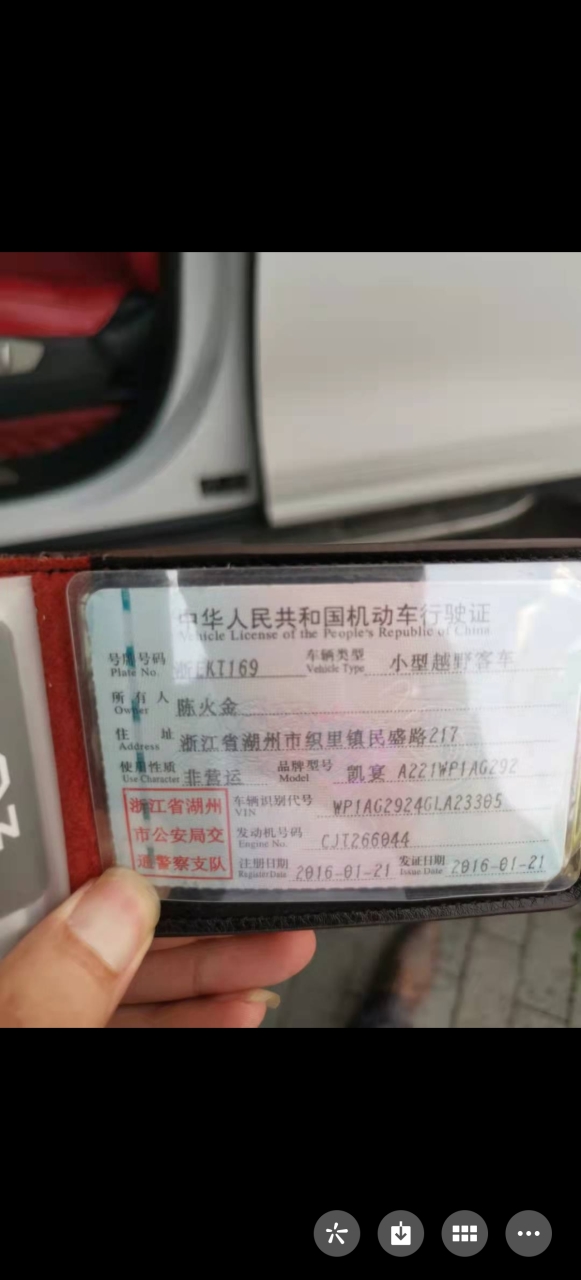 中华人民共和国机动车行驶证
Vehicle License of the People's Republic of China
号牌号码 浙EKT169 车辆类型 小型越野客车
Plate No. Vehicle Type
所有人 陈火金
Owner
住址 浙江省湖州市织里镇民盛路217
Address
使用性质 非营运 品牌型号 凯宴 A221WP1AG292
Use Character Model
浙江省湖州 车辆识别代号 WP1AG2924GLA23305
VIN
市公安局交 发动机号码 CJT266044
Engine No.
通警察支队 注册日期 2016-01-21 发证日期 2016-01-21
Register Date Issue Date